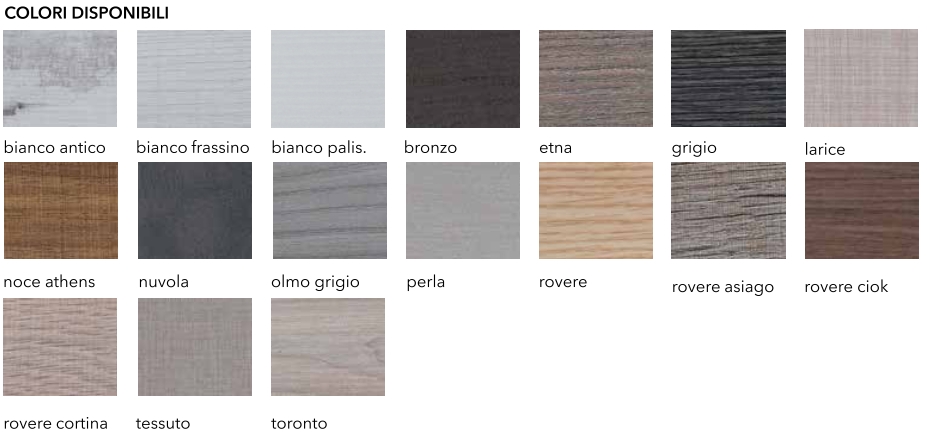 COLORI DISPONIBILI
bianco antico bianco frassino bianco palis. bronzo etna grigio larice
noce athens nuvola olmo grigio perla rovere rovere asiago rovere ciok
rovere cortina tessuto toronto